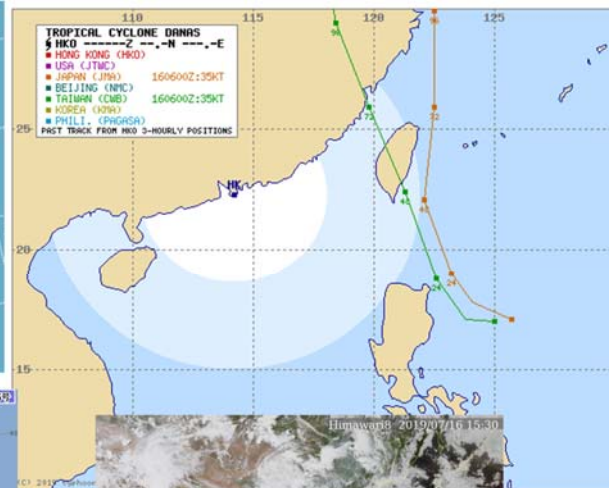 110
115
120
125
TROPICAL CYCLONE DANAS
HKO ------Z --.-N ---.-E
HONG KONG (HKO)
USA (JTWC)
JAPAN (JMA) 160600Z:35KT
BEIJING (NMC)
TAIWAN (CWB) 160600Z:35KT
KOREA (KMA)
PHILI. (PAGASA)
PAST TRACK FROM HKO 3-HOURLY POSITIONS
96
96
72
72
25
HK
48
48
20
24
24
15
Himawari8 2019/07/16 15:30
(C) 2019